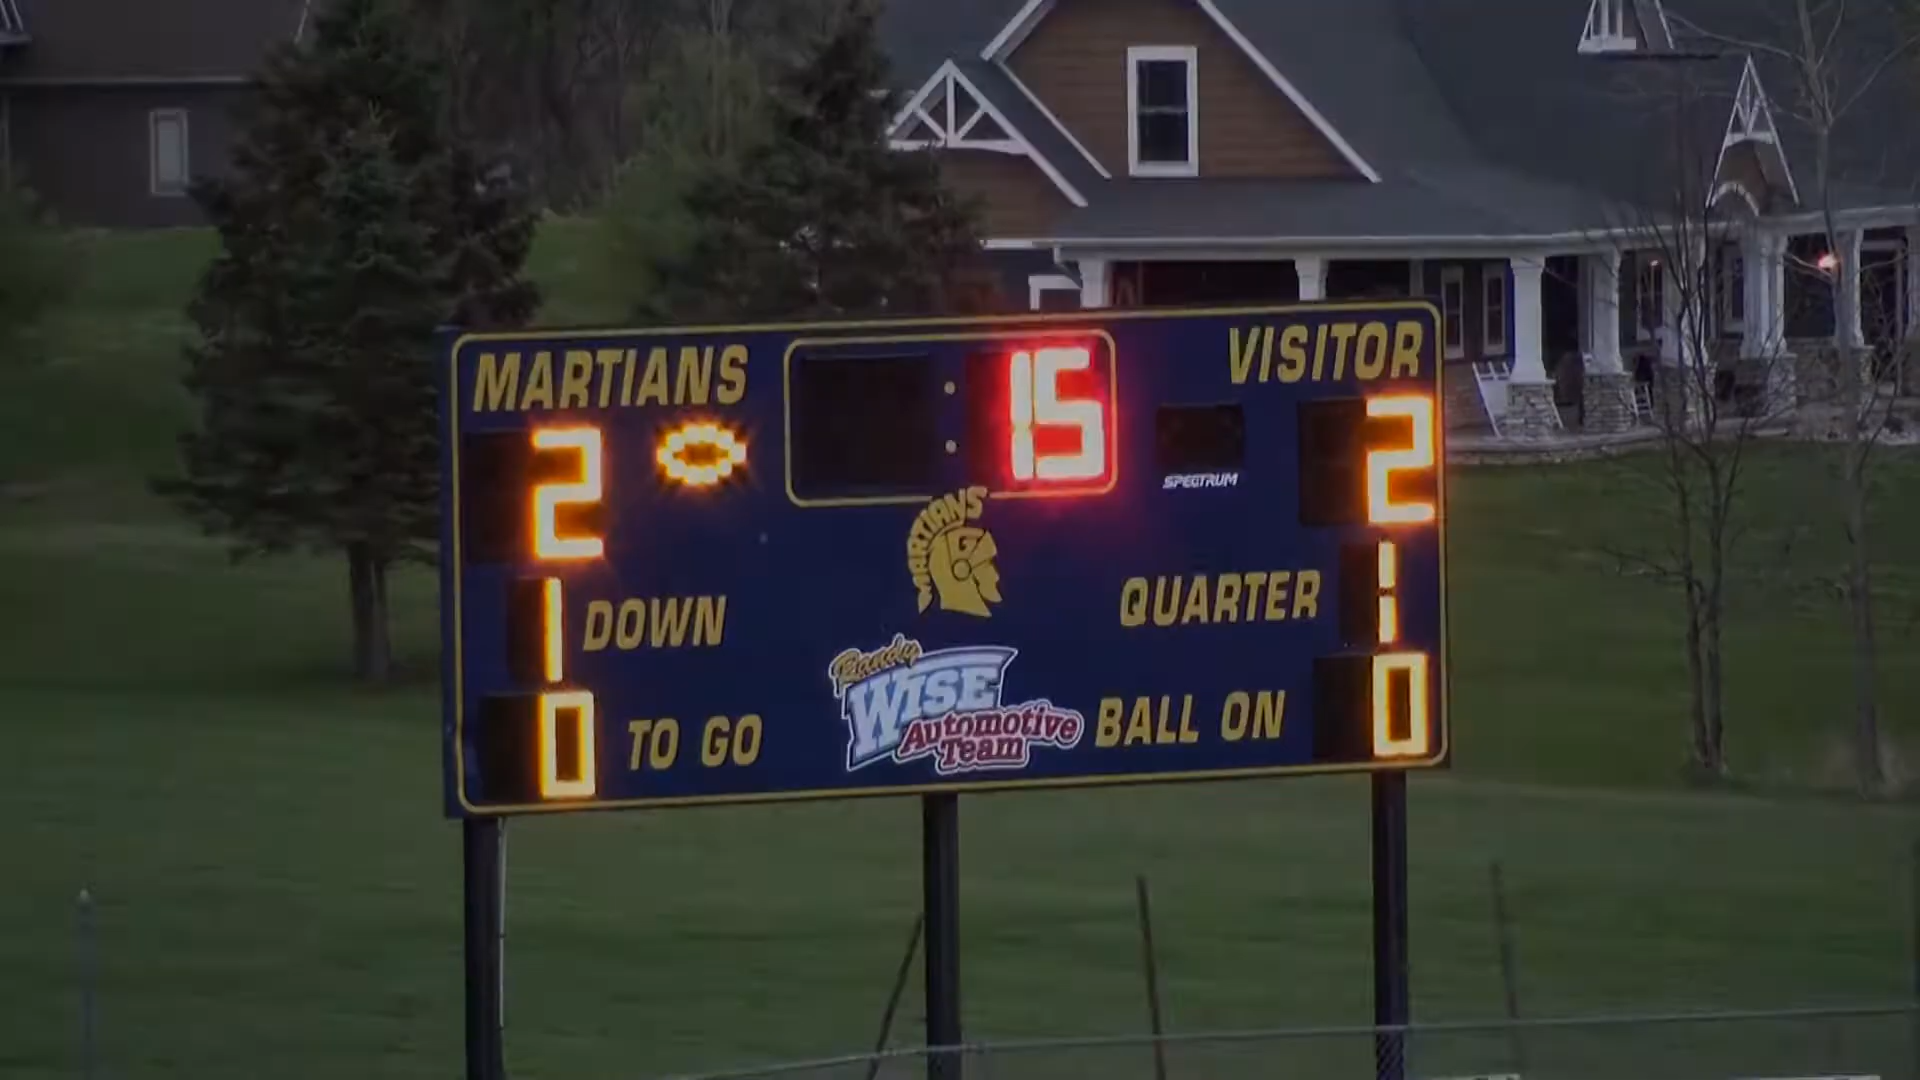 MARTIANS : 15 VISITOR
2 2
SPECTRUM
MARTIANS
G
1 DOWN QUARTER 1
Randy
WISE
Automotive
Team
0 TO GO BALL ON 0